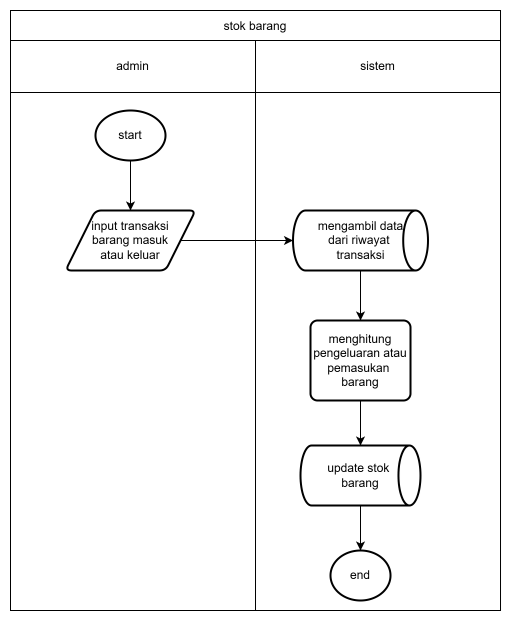 stok barang
admin
sistem
start
input transaksi
barang masuk
atau keluar
mengambil data
dari riwayat
transaksi
menghitung
pengeluaran atau
pemasukan
barang
update stok
barang
end